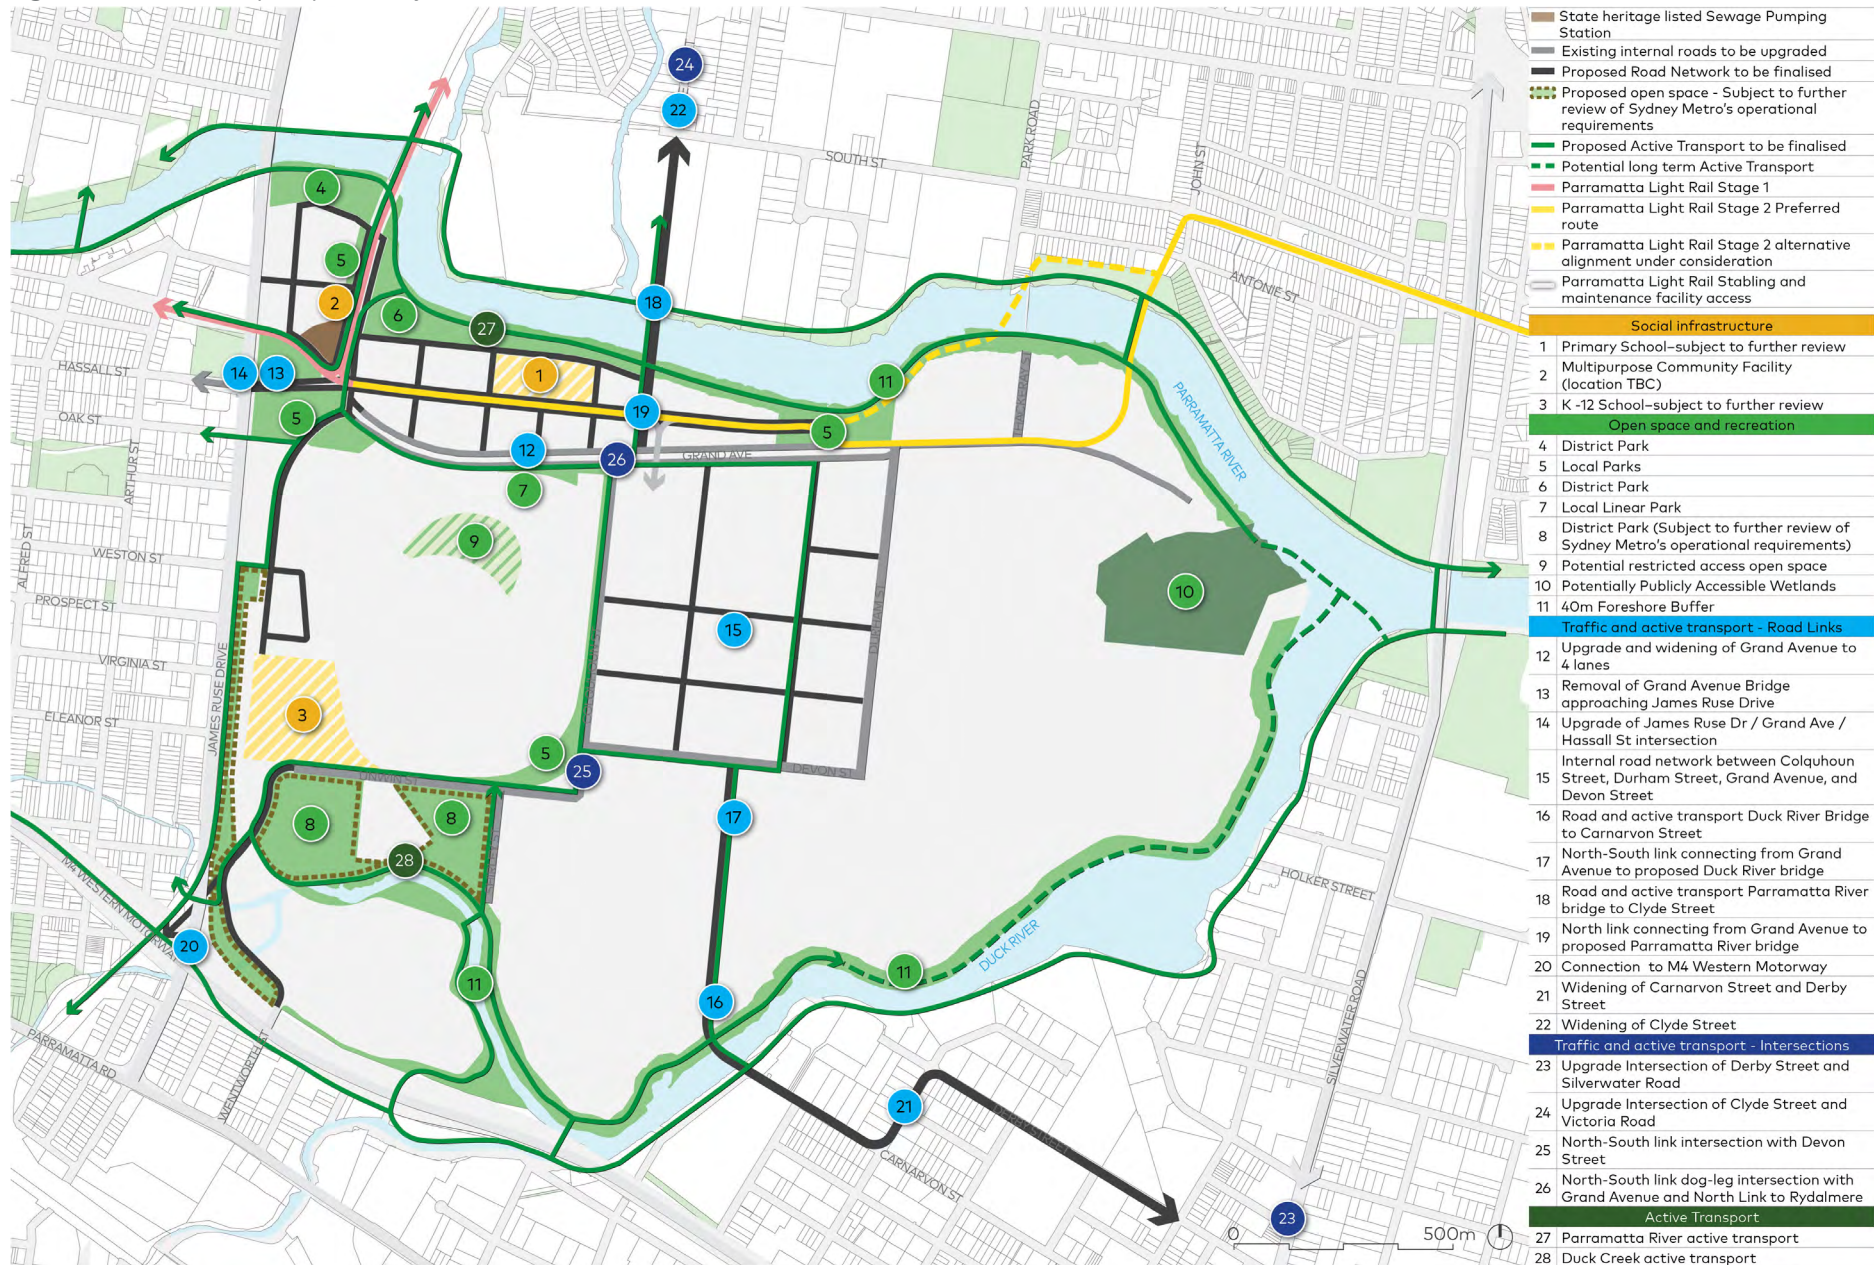 24
22
SOUTH ST
PARK ROAD
JOHN ST
4
5
2
6
27
18
ANTONIE ST
HASSALL ST
14
13
1
11
OAK ST
5
19
5
12
26
GRAND AVE
PARRAMATTA RIVER
ARTHUR ST
7
9
WESTON ST
ALFRED ST
10
PROSPECT ST
15
DURHAM ST
VIRGINIA ST
JAMES RUSE DRIVE
ELEANOR ST
3
5
25
DEVON ST
UNWIN ST
8
8
17
28
M4 WESTERN MOTORWAY
HOLKER STREET
20
11
DUCK RIVER
11
16
SILVERWATER ROAD
PARRAMATTA RD
21
DERBY STREET
CARNARVON ST
23
0
500m
State heritage listed Sewage Pumping
Station
Existing internal roads to be upgraded
Proposed Road Network to be finalised
Proposed open space - Subject to further
review of Sydney Metro's operational
requirements
Proposed Active Transport to be finalised
Potential long term Active Transport
Parramatta Light Rail Stage 1
Parramatta Light Rail Stage 2 Preferred
route
Parramatta Light Rail Stage 2 alternative
alignment under consideration
Parramatta Light Rail Stabling and
maintenance facility access
Social infrastructure
1 Primary School–subject to further review
2 Multipurpose Community Facility
(location TBC)
3 K -12 School–subject to further review
Open space and recreation
4 District Park
5 Local Parks
6 District Park
7 Local Linear Park
8 District Park (Subject to further review of
Sydney Metro's operational requirements)
9 Potential restricted access open space
10 Potentially Publicly Accessible Wetlands
11 40m Foreshore Buffer
Traffic and active transport - Road Links
12 Upgrade and widening of Grand Avenue to
4 lanes
13 Removal of Grand Avenue Bridge
approaching James Ruse Drive
14 Upgrade of James Ruse Dr / Grand Ave /
Hassall St intersection
15 Internal road network between Colquhoun
Street, Durham Street, Grand Avenue, and
Devon Street
16 Road and active transport Duck River Bridge
to Carnarvon Street
17 North-South link connecting from Grand
Avenue to proposed Duck River bridge
18 Road and active transport Parramatta River
bridge to Clyde Street
19 North link connecting from Grand Avenue to
proposed Parramatta River bridge
20 Connection to M4 Western Motorway
21 Widening of Carnarvon Street and Derby
Street
22 Widening of Clyde Street
Traffic and active transport - Intersections
23 Upgrade Intersection of Derby Street and
Silverwater Road
24 Upgrade Intersection of Clyde Street and
Victoria Road
25 North-South link intersection with Devon
Street
26 North-South link dog-leg intersection with
Grand Avenue and North Link to Rydalmere
Active Transport
27 Parramatta River active transport
28 Duck Creek active transport